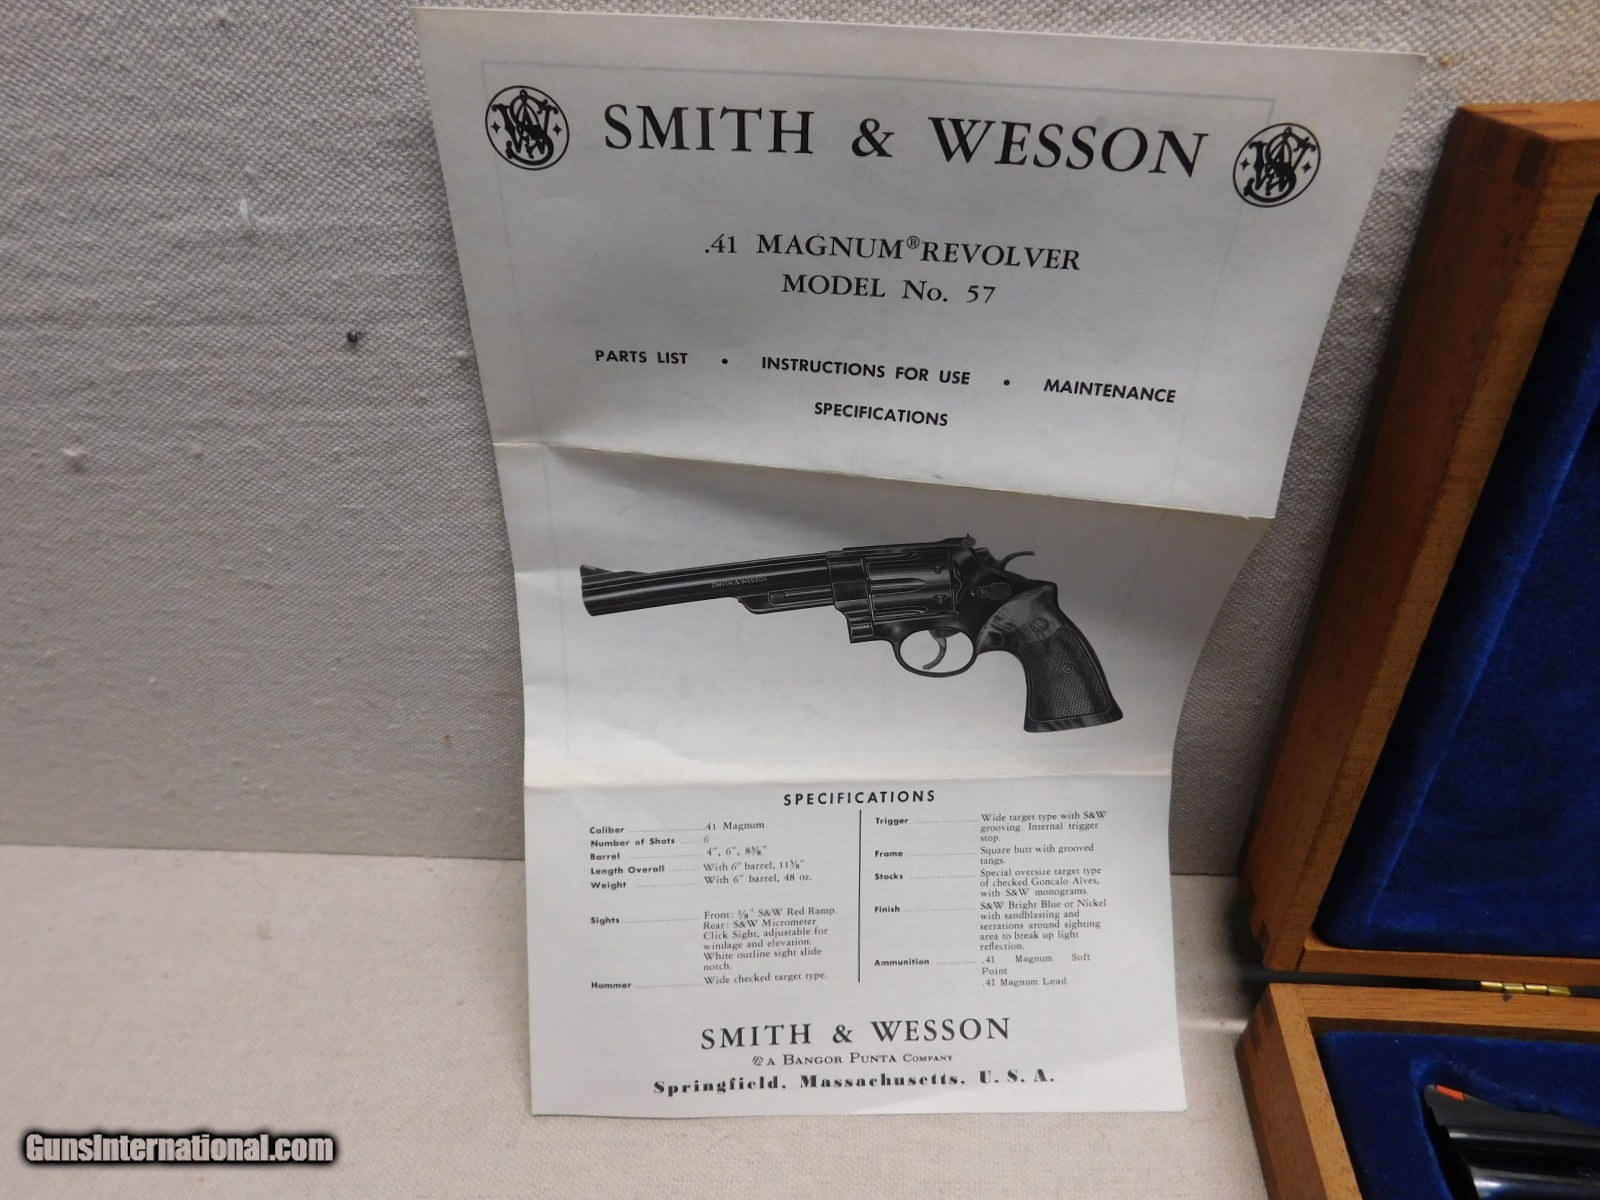 SMITH & WESSON
.41 MAGNUM® REVOLVER
MODEL No. 57
PARTS LIST • INSTRUCTIONS FOR USE • MAINTENANCE
SPECIFICATIONS
SMITH & WESSON
SPECIFICATIONS
Caliber .41 Magnum
Number of Shots 6
Barrel 4", 6", 8⅜"
Length Overall With 6" barrel, 11⅜"
Weight With 6" barrel, 48 oz.
Sights Front: ⅛" S&W Red Ramp.
Rear: S&W Micrometer
Click Sight, adjustable for
windage and elevation.
White outline sight slide
notch.
Hammer Wide checked target type.
Trigger Wide target type with S&W
grooving. Internal trigger
stop.
Frame Square butt with grooved
tangs.
Stocks Special oversize target type
of checked Goncalo Alves,
with S&W monograms.
Finish S&W Bright Blue or Nickel
with sandblasting and
serrations around sighting
area to break up light
reflection.
Ammunition .41 Magnum Soft
Point
.41 Magnum Lead
SMITH & WESSON
A BANGOR PUNTA COMPANY
Springfield, Massachusetts, U. S. A.
GunsInternational.com